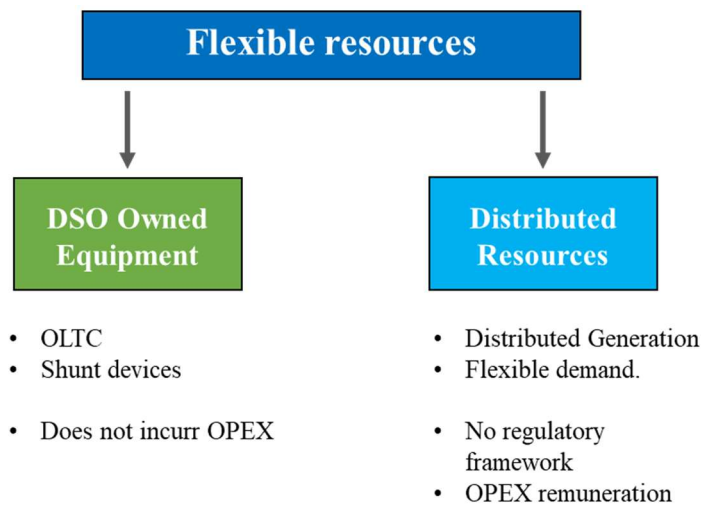 Flexible resources
DSO Owned
Equipment
• OLTC
• Shunt devices
• Does not incurr OPEX
Distributed
Resources
• Distributed Generation
• Flexible demand.
• No regulatory
framework
• OPEX remuneration